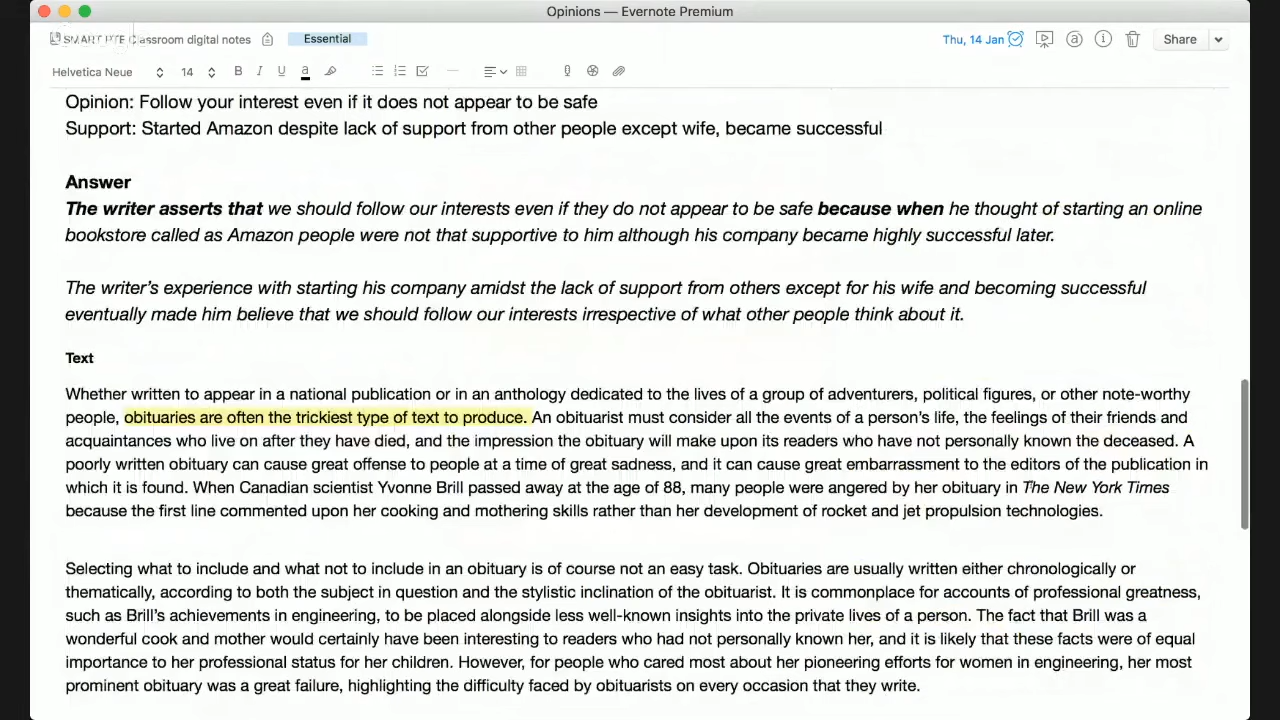 Opinions — Evernote Premium
SMART IELTS Classroom digital notes Essential Thu, 14 Jan Share
Helvetica Neue 14 B I U a
Opinion: Follow your interest even if it does not appear to be safe
Support: Started Amazon despite lack of support from other people except wife, became successful
Answer
The writer asserts that we should follow our interests even if they do not appear to be safe because when he thought of starting an online
bookstore called as Amazon people were not that supportive to him although his company became highly successful later.
The writer's experience with starting his company amidst the lack of support from others except for his wife and becoming successful
eventually made him believe that we should follow our interests irrespective of what other people think about it.
Text
Whether written to appear in a national publication or in an anthology dedicated to the lives of a group of adventurers, political figures, or other note-worthy
people, obituaries are often the trickiest type of text to produce. An obituarist must consider all the events of a person's life, the feelings of their friends and
acquaintances who live on after they have died, and the impression the obituary will make upon its readers who have not personally known the deceased. A
poorly written obituary can cause great offense to people at a time of great sadness, and it can cause great embarrassment to the editors of the publication in
which it is found. When Canadian scientist Yvonne Brill passed away at the age of 88, many people were angered by her obituary in The New York Times
because the first line commented upon her cooking and mothering skills rather than her development of rocket and jet propulsion technologies.
Selecting what to include and what not to include in an obituary is of course not an easy task. Obituaries are usually written either chronologically or
thematically, according to both the subject in question and the stylistic inclination of the obituarist. It is commonplace for accounts of professional greatness,
such as Brill's achievements in engineering, to be placed alongside less well-known insights into the private lives of a person. The fact that Brill was a
wonderful cook and mother would certainly have been interesting to readers who had not personally known her, and it is likely that these facts were of equal
importance to her professional status for her children. However, for people who cared most about her pioneering efforts for women in engineering, her most
prominent obituary was a great failure, highlighting the difficulty faced by obituarists on every occasion that they write.